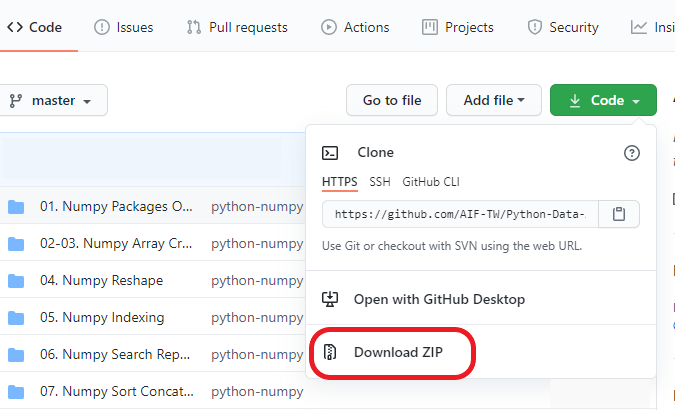 <> Code Issues Pull requests Actions Projects Security Insi
master Go to file Add file Code
Clone
HTTPS SSH GitHub CLI
https://github.com/AIF-TW/Python-Data-
Use Git or checkout with SVN using the web URL.
Open with GitHub Desktop
Download ZIP
01. Numpy Packages O... python-numpy
02-03. Numpy Array Cr... python-numpy
04. Numpy Reshape python-numpy
05. Numpy Indexing python-numpy
06. Numpy Search Rep... python-numpy
07. Numpy Sort Concat... python-numpy